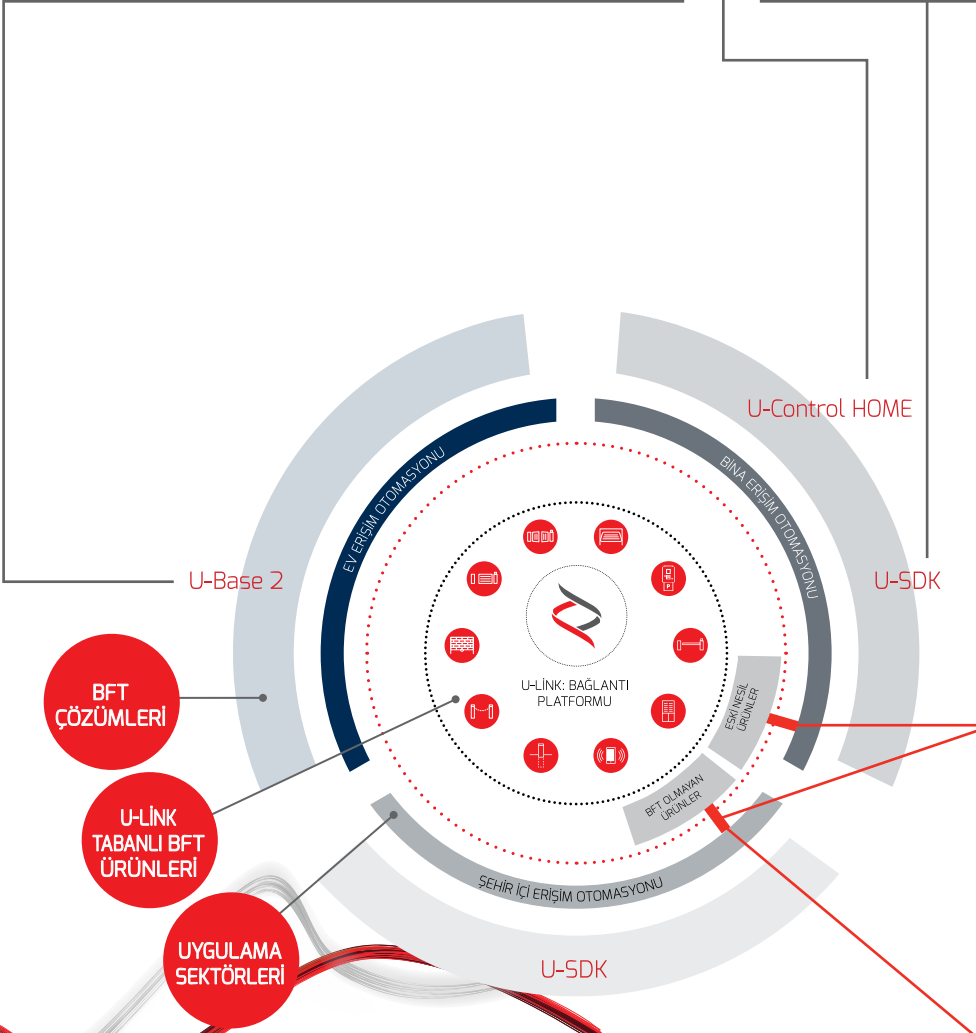 U-Control HOME
EV ERİŞİM OTOMASYONU
BİNA ERİŞİM OTOMASYONU
U-Base 2
U-SDK
P
U-LİNK: BAĞLANTI
PLATFORMU
BFT
ÇÖZÜMLERİ
ESKİ NESİL
ÜRÜNLER
BFT OLMAYAN
ÜRÜNLER
U-LİNK
TABANLI BFT
ÜRÜNLERİ
ŞEHİR İÇİ ERİŞİM OTOMASYONU
UYGULAMA
SEKTÖRLERİ
U-SDK